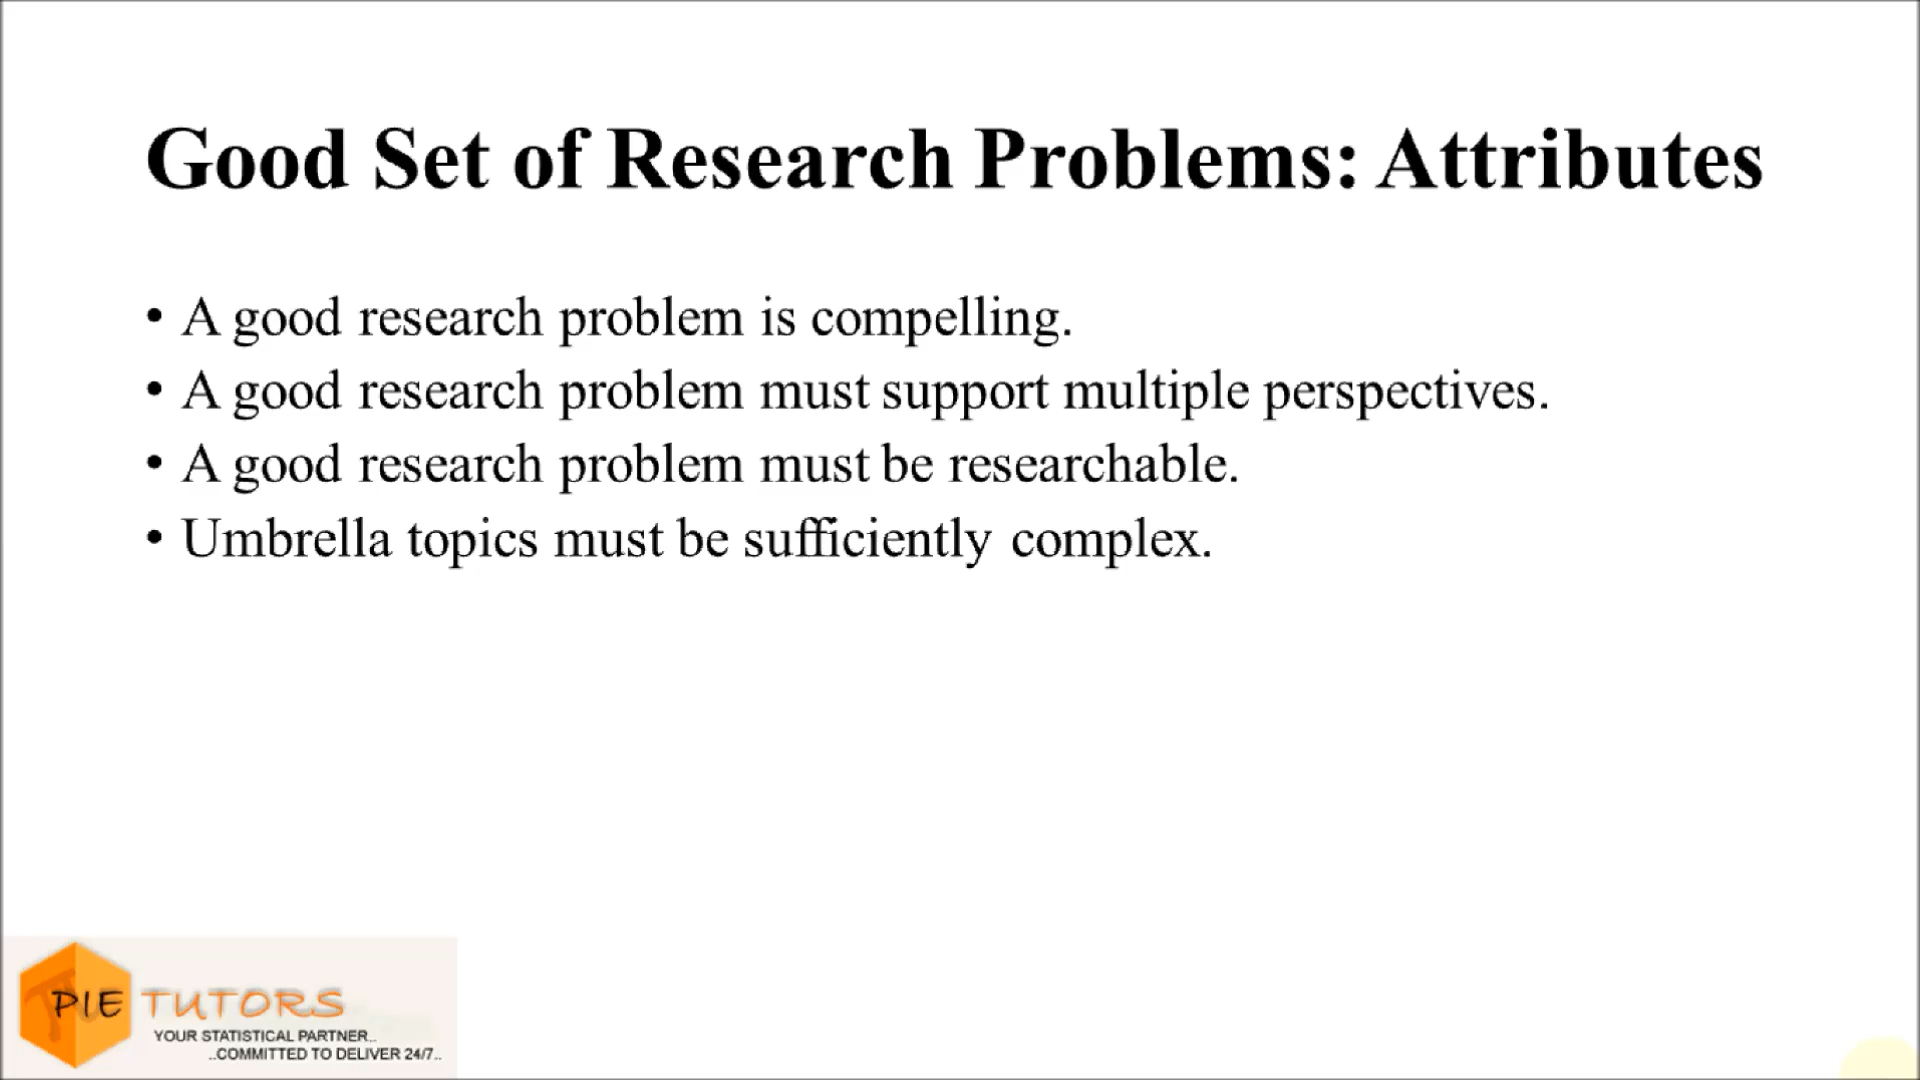 Good Set of Research Problems: Attributes
• A good research problem is compelling.
• A good research problem must support multiple perspectives.
• A good research problem must be researchable.
• Umbrella topics must be sufficiently complex.
PIE TUTORS
YOUR STATISTICAL PARTNER..
..COMMITTED TO DELIVER 24/7..